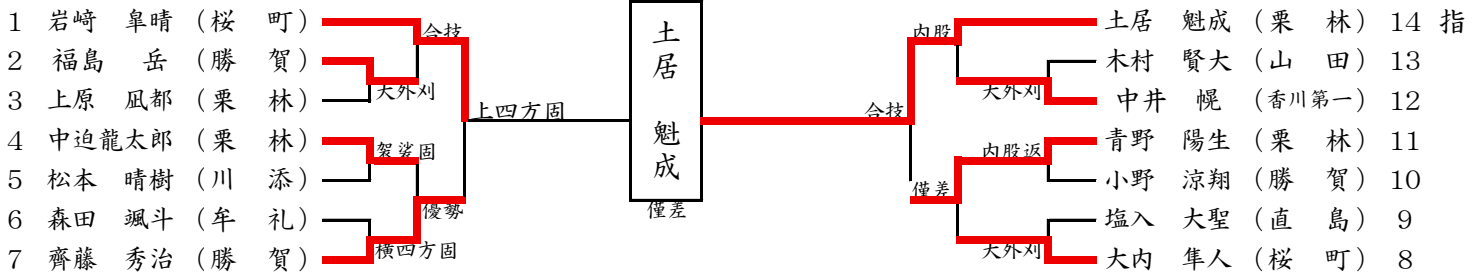 1 岩﨑 皐晴 (桜 町)
2 福島 岳 (勝 賀)
3 上原 凪都 (栗 林)
4 中迫龍太郎 (栗 林)
5 松本 晴樹 (川 添)
6 森田 颯斗 (牟 礼)
7 齊藤 秀治 (勝 賀)
合技
大外刈
袈裟固
横四方固
優勢
上四方固
土居 魁成
僅差
合技
内股
大外刈
内股返
僅差
大外刈
土居 魁成 (栗 林) 14 指
木村 賢大 (山 田) 13
中井 幌 (香川第一) 12
青野 陽生 (栗 林) 11
小野 涼翔 (勝 賀) 10
塩入 大聖 (直 島) 9
大内 隼人 (桜 町) 8